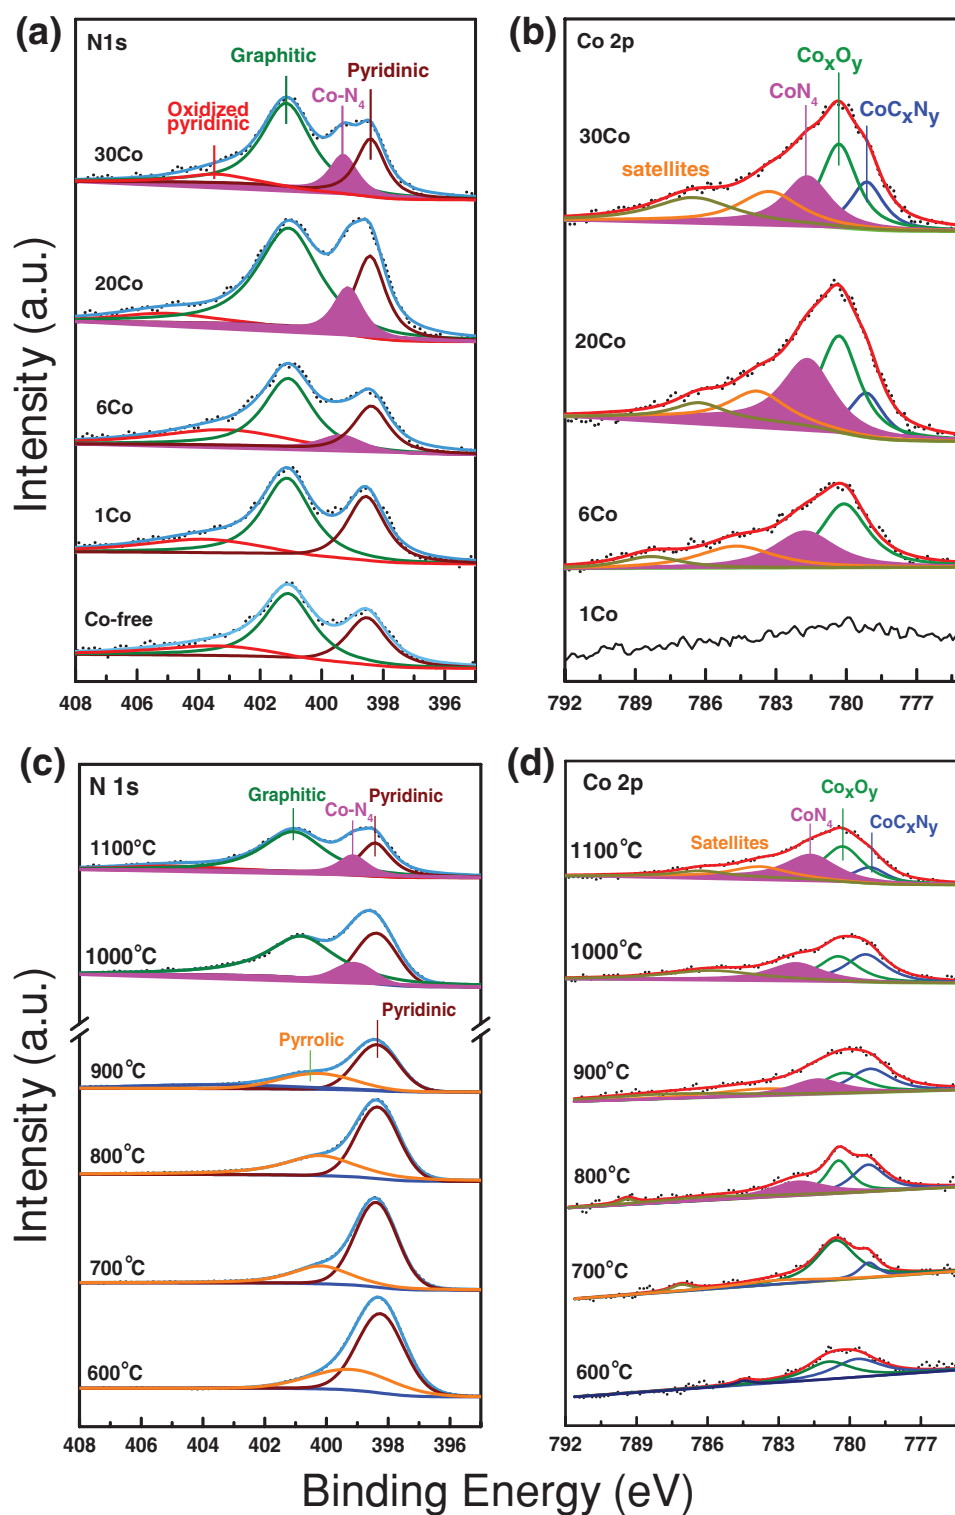 (a)
N1s
Graphitic
Pyridinic
Co-N4
Oxidized
pyridinic
30Co
20Co
6Co
1Co
Co-free
408 406 404 402 400 398 396
(b)
Co 2p
CoxOy
CoN4
CoCxNy
30Co
satellites
20Co
6Co
1Co
792 789 786 783 780 777
Intensity (a.u.)
(c)
N 1s
Graphitic
Pyridinic
Co-N4
1100°C
1000°C
Pyridinic
Pyrrolic
900°C
800°C
700°C
600°C
408 406 404 402 400 398 396
(d)
Co 2p
CoxOy
CoN4
CoCxNy
Satellites
1100°C
1000°C
900°C
800°C
700°C
600°C
792 789 786 783 780 777
Intensity (a.u.)
Binding Energy (eV)